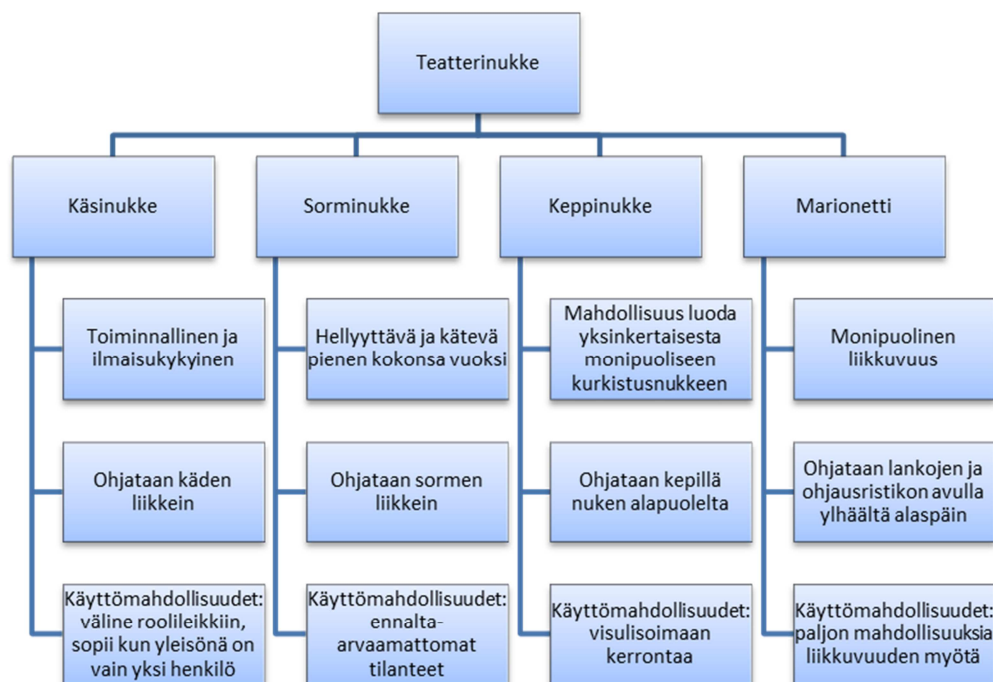 Teatterinukke
Käsinukke
Toiminnallinen ja
ilmaisukykyinen
Ohjataan käden
liikkein
Käyttömahdollisuudet:
väline roolileikkiin,
sopii kun yleisönä on
vain yksi henkilö
Sorminukke
Hellyyttävä ja kätevä
pienen kokonsa vuoksi
Ohjataan sormen
liikkein
Käyttömahdollisuudet:
ennalta-
arvaamattomat
tilanteet
Keppinukke
Mahdollisuus luoda
yksinkertaisesta
monipuoliseen
kurkistusnukkeen
Ohjataan kepillä
nuken alapuolelta
Käyttömahdollisuudet:
visulisoimaan
kerrontaa
Marionetti
Monipuolinen
liikkuvuus
Ohjataan lankojen ja
ohjausristikon avulla
ylhäältä alaspäin
Käyttömahdollisuudet:
paljon mahdollisuuksia
liikkuvuuden myötä